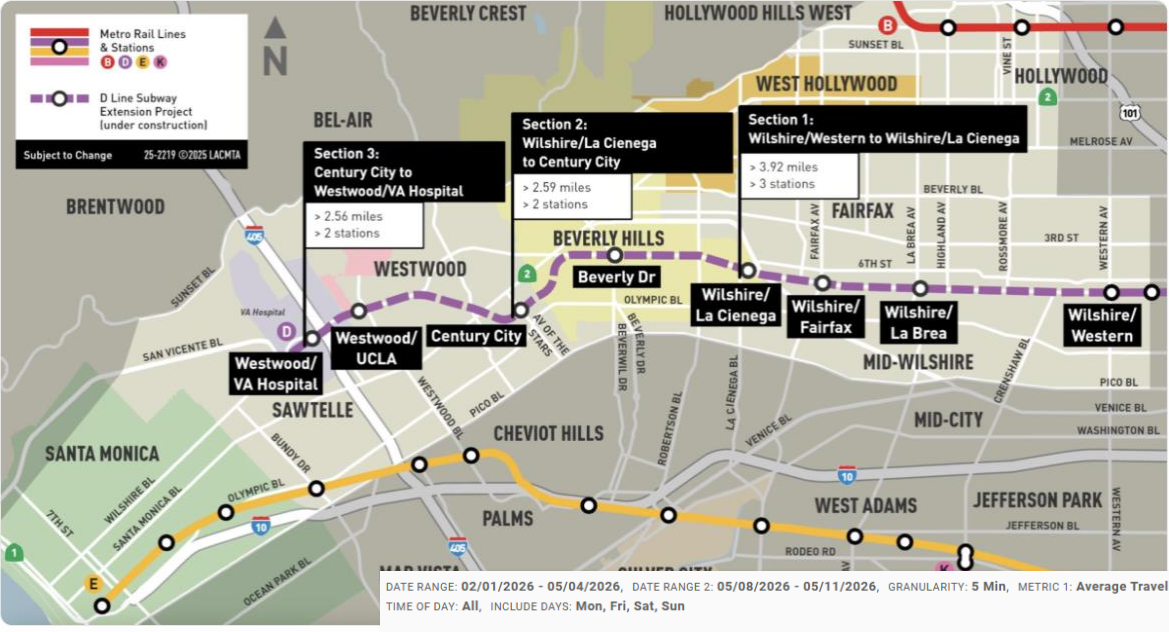 BEVERLY CREST
HOLLYWOOD HILLS WEST
Metro Rail Lines
& Stations
B D E K
D Line Subway
Extension Project
(under construction)
Subject to Change 25-2219 ©2025 LACMTA
N
B
SUNSET BL
VINE ST
HOLLYWOOD
2
101
WEST HOLLYWOOD
MELROSE AV
BEL-AIR
Section 3:
Century City to
Westwood/VA Hospital
> 2.56 miles
> 2 stations
Section 2:
Wilshire/La Cienega
to Century City
> 2.59 miles
> 2 stations
Section 1:
Wilshire/Western to Wilshire/La Cienega
> 3.92 miles
> 3 stations
BRENTWOOD
405
BEVERLY BL
FAIRFAX
FAIRFAX AV
LA BREA AV
HIGHLAND AV
ROSSMORE AV
WESTERN AV
3RD ST
6TH ST
BEVERLY HILLS
WESTWOOD
2
SUNSET BL
VA Hospital
D
Beverly Dr
OLYMPIC BL
Wilshire/
La Cienega
Wilshire/
Fairfax
Wilshire/
La Brea
Wilshire/
Western
Century City
AV OF THE
STARS
Westwood/
UCLA
Westwood/
VA Hospital
SAN VICENTE BL
BEVERWIL DR
BEVERLY DR
MID-WILSHIRE
CRENSHAW BL
PICO BL
LA CIENEGA BL
SAWTELLE
WESTWOOD BL
PICO BL
ROBERTSON BL
VENICE BL
VENICE BL
MID-CITY
WASHINGTON BL
CHEVIOT HILLS
SANTA MONICA
BUNDY DR
WILSHIRE BL
SANTA MONICA BL
OLYMPIC BL
7TH ST
10
10
PALMS
WEST ADAMS
JEFFERSON PARK
JEFFERSON BL
WESTERN AV
1
405
RODEO RD
OCEAN PARK BL
E
K
MAR VISTA
CULVER CITY
DATE RANGE: 02/01/2026 - 05/04/2026, DATE RANGE 2: 05/08/2026 - 05/11/2026, GRANULARITY: 5 Min, METRIC 1: Average Travel
TIME OF DAY: All, INCLUDE DAYS: Mon, Fri, Sat, Sun